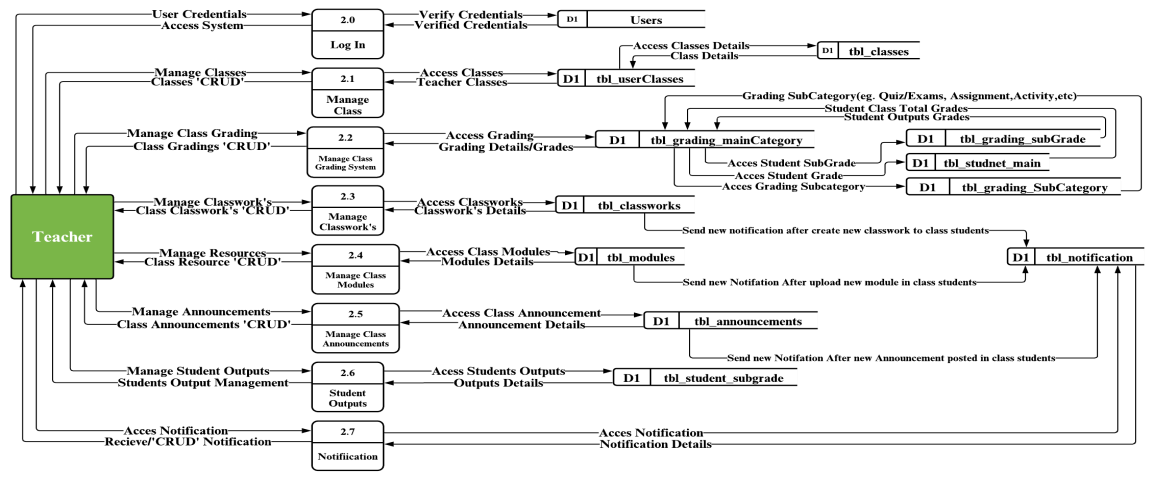 User Credentials
Access System
2.0
Log In
Verify Credentials
Verified Credentials
D1 Users
Access Classes Details
Class Details
D1 tbl_classes
Manage Classes
Classes 'CRUD'
2.1
Manage
Class
Access Classes
Teacher Classes
D1 tbl_userClasses
Grading SubCategory(eg. Quiz/Exams, Assignment,Activity,etc)
Student Class Total Grades
Student Outputs Grades
Manage Class Grading
Class Gradings 'CRUD'
2.2
Manage Class
Grading System
Access Grading
Grading Details/Grades
D1 tbl_grading_mainCategory
D1 tbl_grading_subGrade
Acces Student SubGrade
D1 tbl_studnet_main
Acces Student Grade
Acces Grading Subcategory
D1 tbl_grading_SubCategory
Teacher
Manage Classwork's
Class Classwork's 'CRUD'
2.3
Manage
Classwork's
Access Classworks
Classwork's Details
D1 tbl_classworks
Send new notification after create new classwork to class students
Manage Resources
Class Resource 'CRUD'
2.4
Manage Class
Modules
Access Class Modules
Modules Details
D1 tbl_modules
D1 tbl_notification
Send new Notifation After upload new module in class students
Manage Announcements
Class Announcements 'CRUD'
2.5
Manage Class
Announcements
Access Class Announcement
Announcement Details
D1 tbl_announcements
Send new Notifation After new Announcement posted in class students
Manage Student Outputs
Students Output Management
2.6
Student
Outputs
Acess Students Outputs
Outputs Details
D1 tbl_student_subgrade
Acces Notification
Recieve/'CRUD' Notification
2.7
Notifiication
Acces Notification
Notification Details